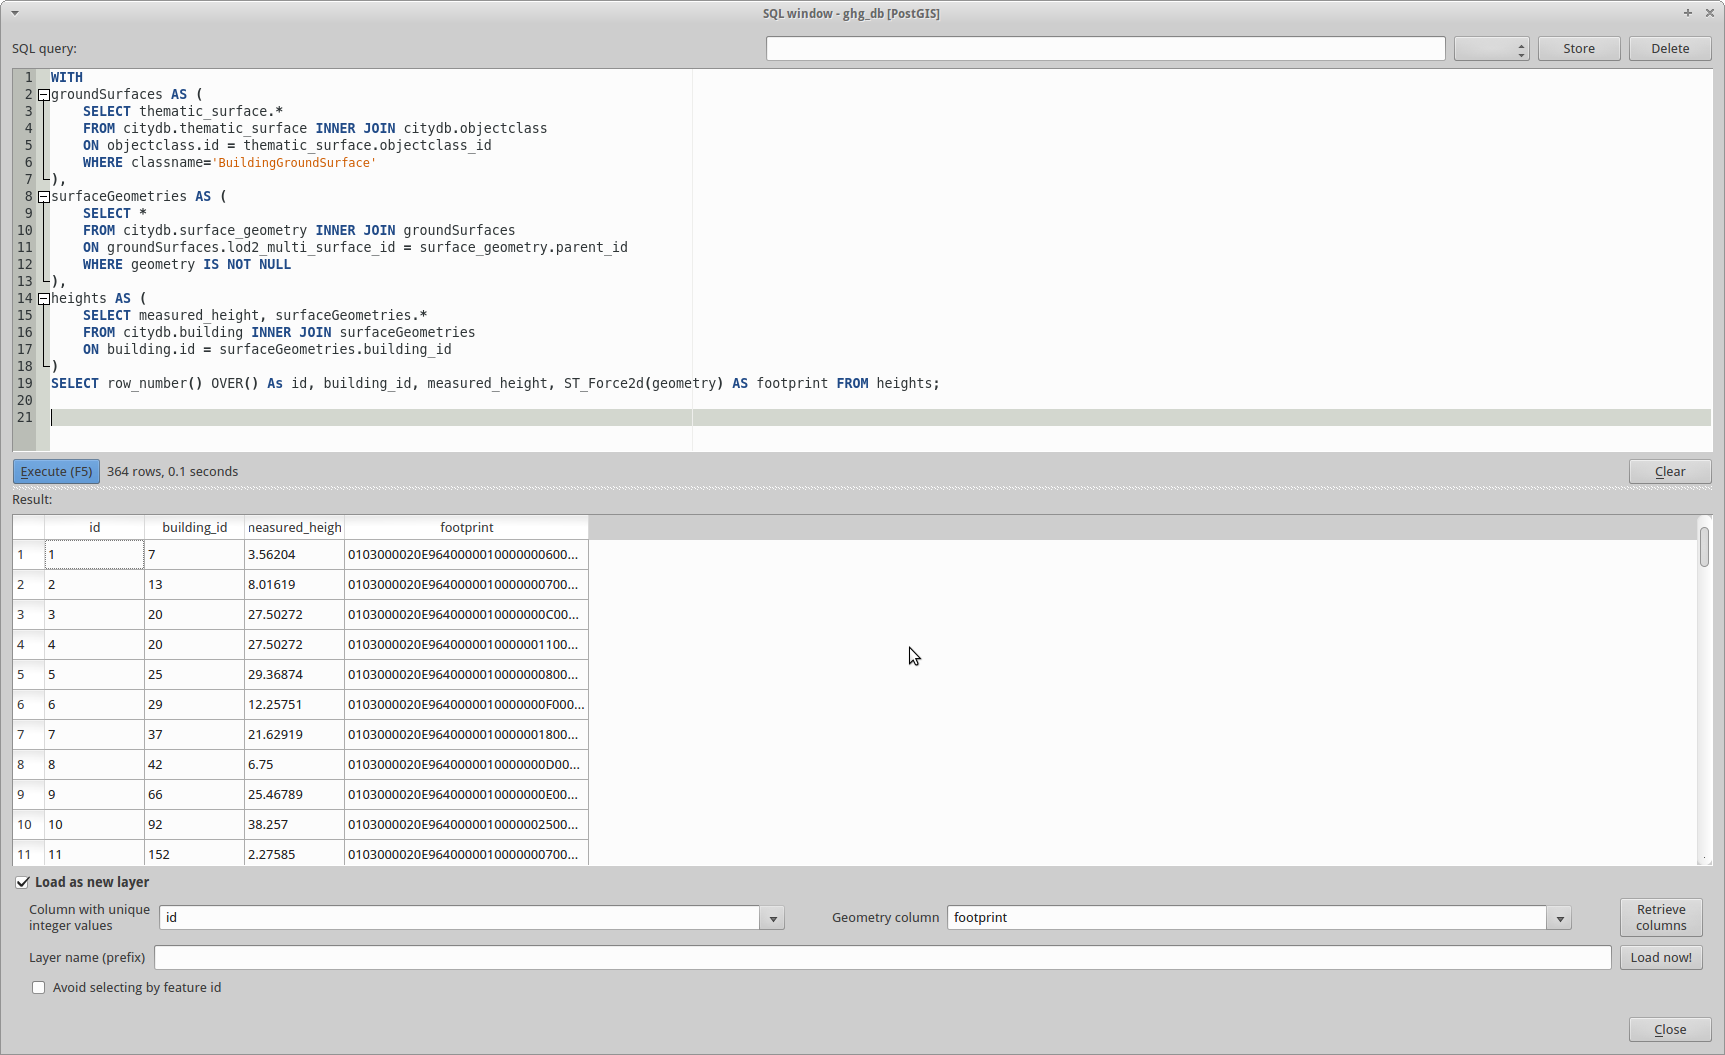 SQL window - ghg_db [PostGIS]
SQL query:
Store
Delete
1 WITH
2 groundSurfaces AS (
3 SELECT thematic_surface.*
4 FROM citydb.thematic_surface INNER JOIN citydb.objectclass
5 ON objectclass.id = thematic_surface.objectclass_id
6 WHERE classname='BuildingGroundSurface'
7 ),
8 surfaceGeometries AS (
9 SELECT *
10 FROM citydb.surface_geometry INNER JOIN groundSurfaces
11 ON groundSurfaces.lod2_multi_surface_id = surface_geometry.parent_id
12 WHERE geometry IS NOT NULL
13 ),
14 heights AS (
15 SELECT measured_height, surfaceGeometries.*
16 FROM citydb.building INNER JOIN surfaceGeometries
17 ON building.id = surfaceGeometries.building_id
18 )
19 SELECT row_number() OVER() As id, building_id, measured_height, ST_Force2d(geometry) AS footprint FROM heights;
20
21
Execute (F5) 364 rows, 0.1 seconds Clear
Result:
id building_id neasured_heigh footprint
1 1 7 3.56204 0103000020E9640000010000000600...
2 2 13 8.01619 0103000020E9640000010000000700...
3 3 20 27.50272 0103000020E9640000010000000C00...
4 4 20 27.50272 0103000020E9640000010000001100...
5 5 25 29.36874 0103000020E9640000010000000800...
6 6 29 12.25751 0103000020E9640000010000000F000...
7 7 37 21.62919 0103000020E9640000010000001800...
8 8 42 6.75 0103000020E9640000010000000D00...
9 9 66 25.46789 0103000020E9640000010000000E00...
10 10 92 38.257 0103000020E9640000010000002500...
11 11 152 2.27585 0103000020E9640000010000000700...
Load as new layer
Column with unique
integer values
id
Geometry column
footprint
Retrieve
columns
Layer name (prefix)
Load now!
Avoid selecting by feature id
Close